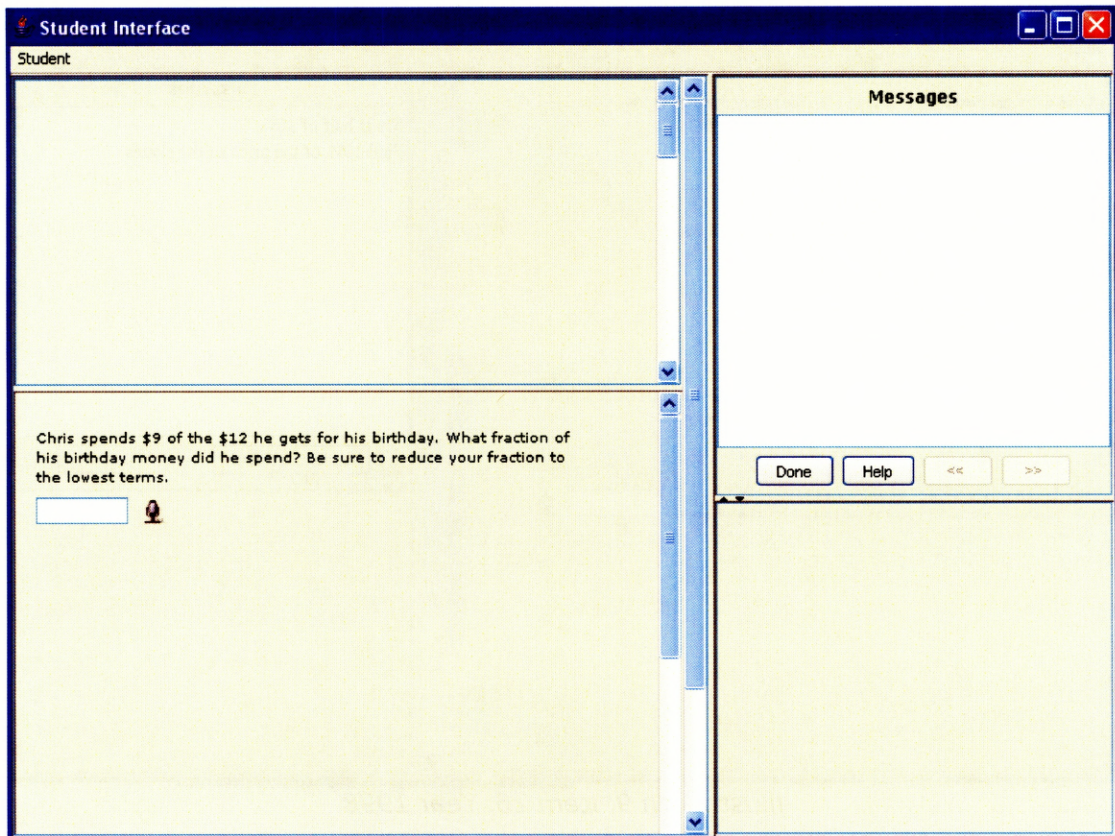 Student Interface
Student
Messages
Chris spends $9 of the $12 he gets for his birthday. What fraction of
his birthday money did he spend? Be sure to reduce your fraction to
the lowest terms.
Done Help << >>